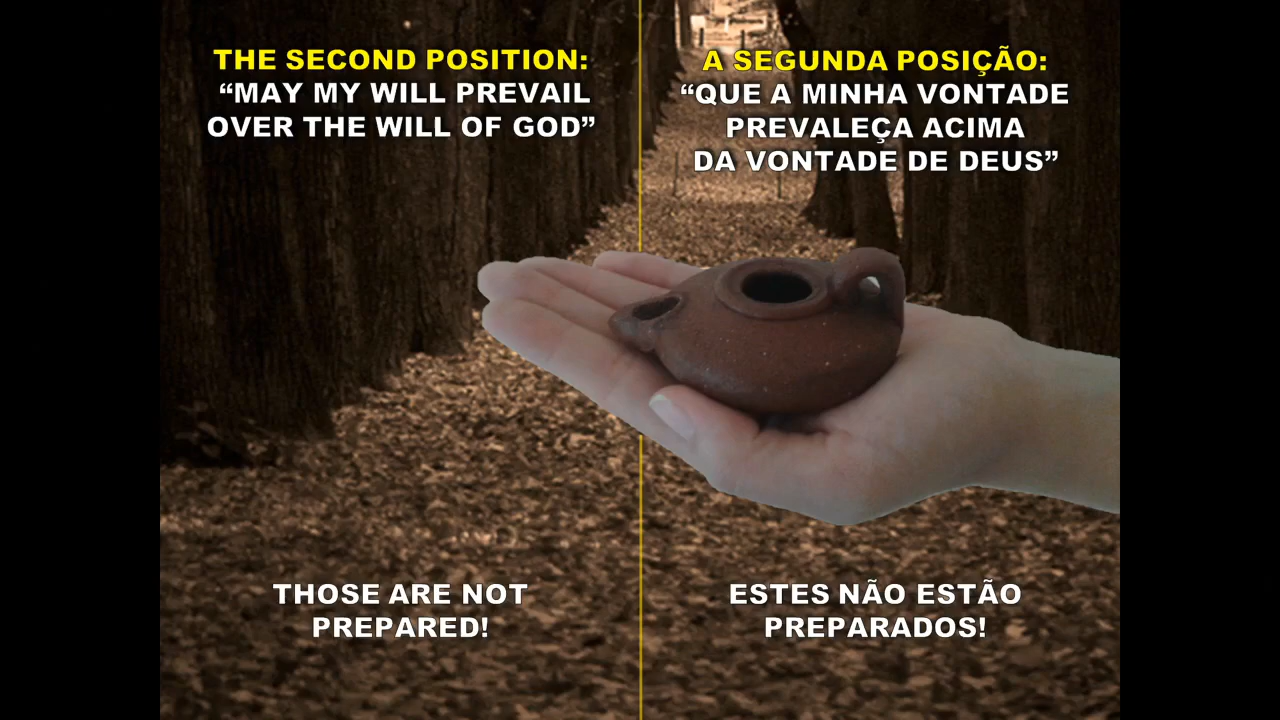 THE SECOND POSITION:
“MAY MY WILL PREVAIL
OVER THE WILL OF GOD”
THOSE ARE NOT
PREPARED!
A SEGUNDA POSIÇÃO:
“QUE A MINHA VONTADE
PREVALEÇA ACIMA
DA VONTADE DE DEUS”
ESTES NÃO ESTÃO
PREPARADOS!